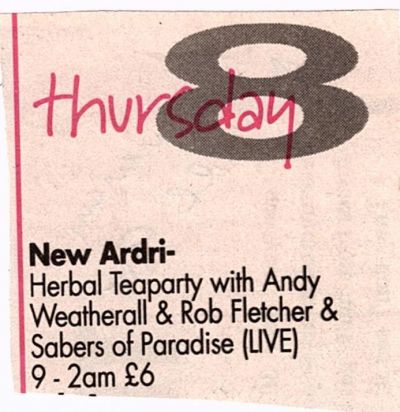 thursday 8
New Ardri-
Herbal Teaparty with Andy
Weatherall & Rob Fletcher &
Sabers of Paradise (LIVE)
9 - 2am £6